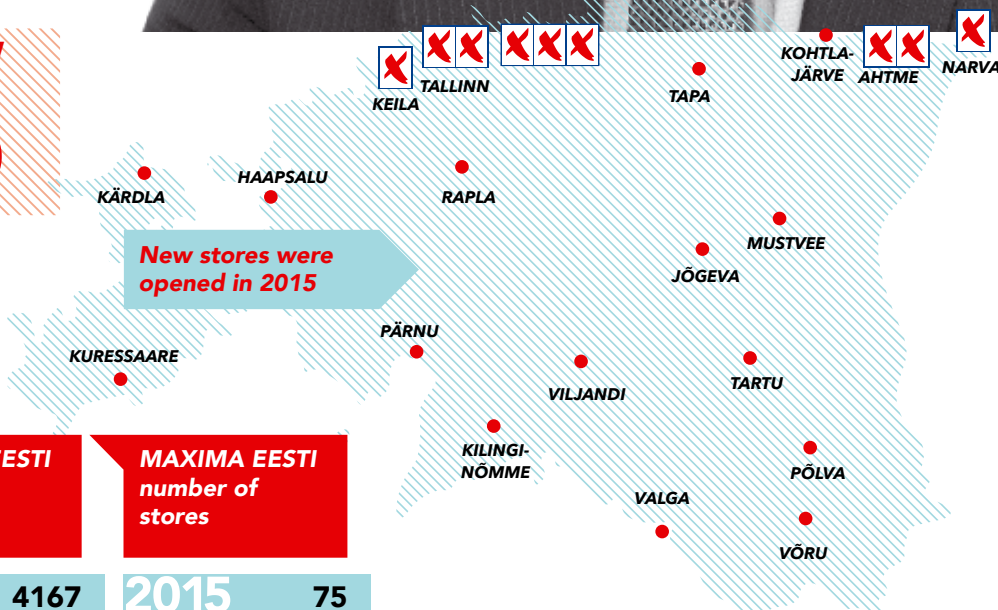 KOHTLA-
JÄRVE
AHTME
NARVA
TALLINN
KEILA
TAPA
KÄRDLA
HAAPSALU
RAPLA
MUSTVEE
JÕGEVA
New stores were
opened in 2015
PÄRNU
KURESSAARE
VILJANDI
TARTU
KILINGI-
NÕMME
PÕLVA
VALGA
VÕRU
EESTI
MAXIMA EESTI
number of
stores
4167
2015 75